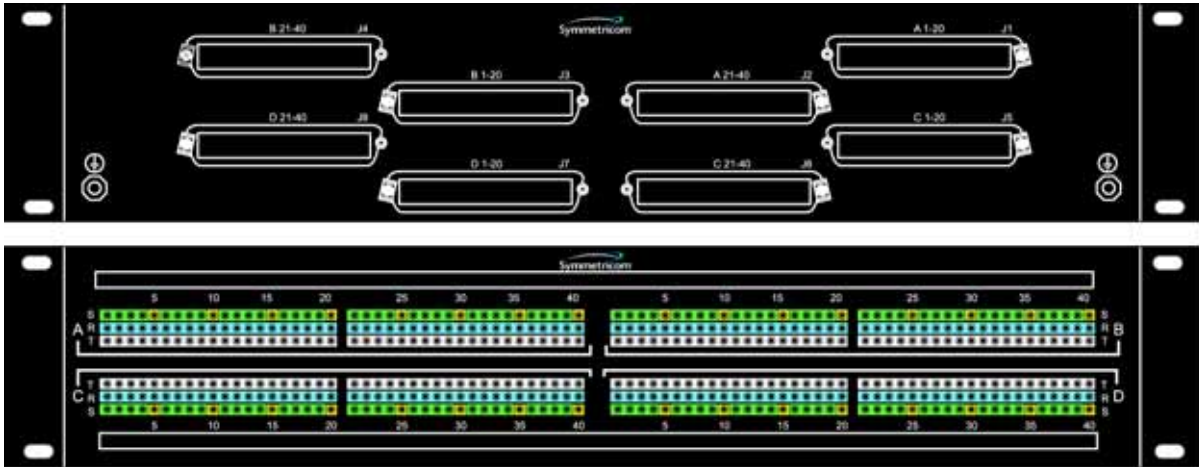 Symmetricom
B 21-40 J4
A 1-20 J1
B 1-20 J3
A 21-40 J2
D 21-40 J8
C 1-20 J5
D 1-20 J7
C 21-40 J6
Symmetricom
5 10 15 20 25 30 35 40 5 10 15 20 25 30 35 40
S S
A R R B
T T
T T
C R R D
S S
5 10 15 20 25 30 35 40 5 10 15 20 25 30 35 40